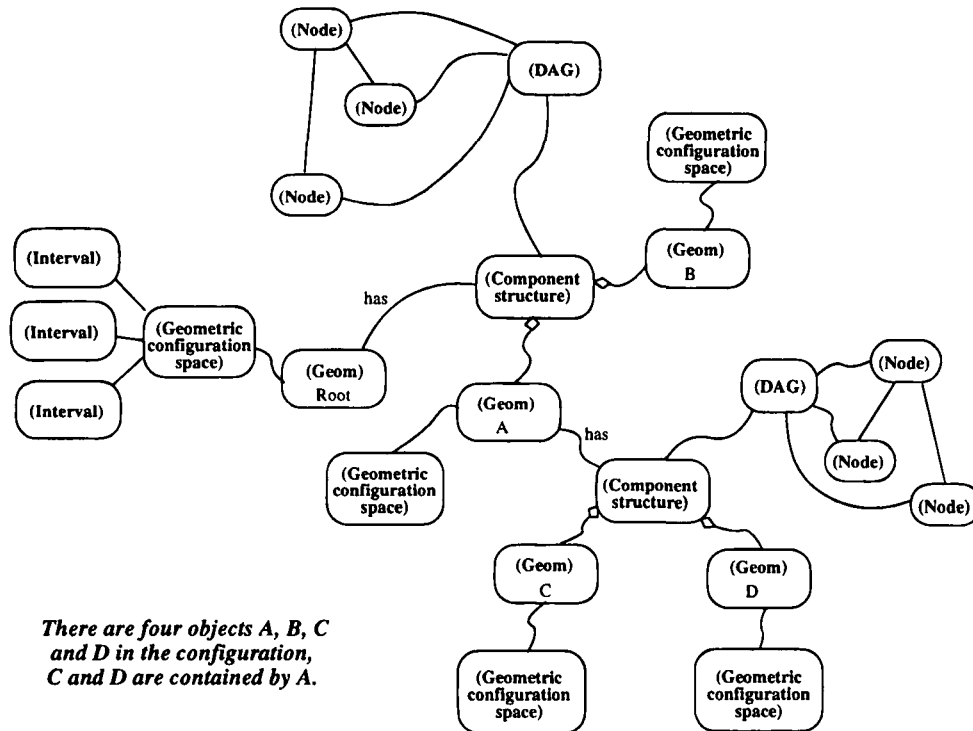 (Node)
(DAG)
(Node)
(Node)
(Geometric
configuration
space)
(Interval)
(Interval)
(Interval)
(Geometric
configuration
space)
has
(Geom)
Root
(Component
structure)
(Geom)
B
(Geom)
A
has
(Geometric
configuration
space)
(Component
structure)
(DAG)
(Node)
(Node)
(Node)
(Geom)
C
(Geom)
D
(Geometric
configuration
space)
(Geometric
configuration
space)
There are four objects A, B, C
and D in the configuration,
C and D are contained by A.